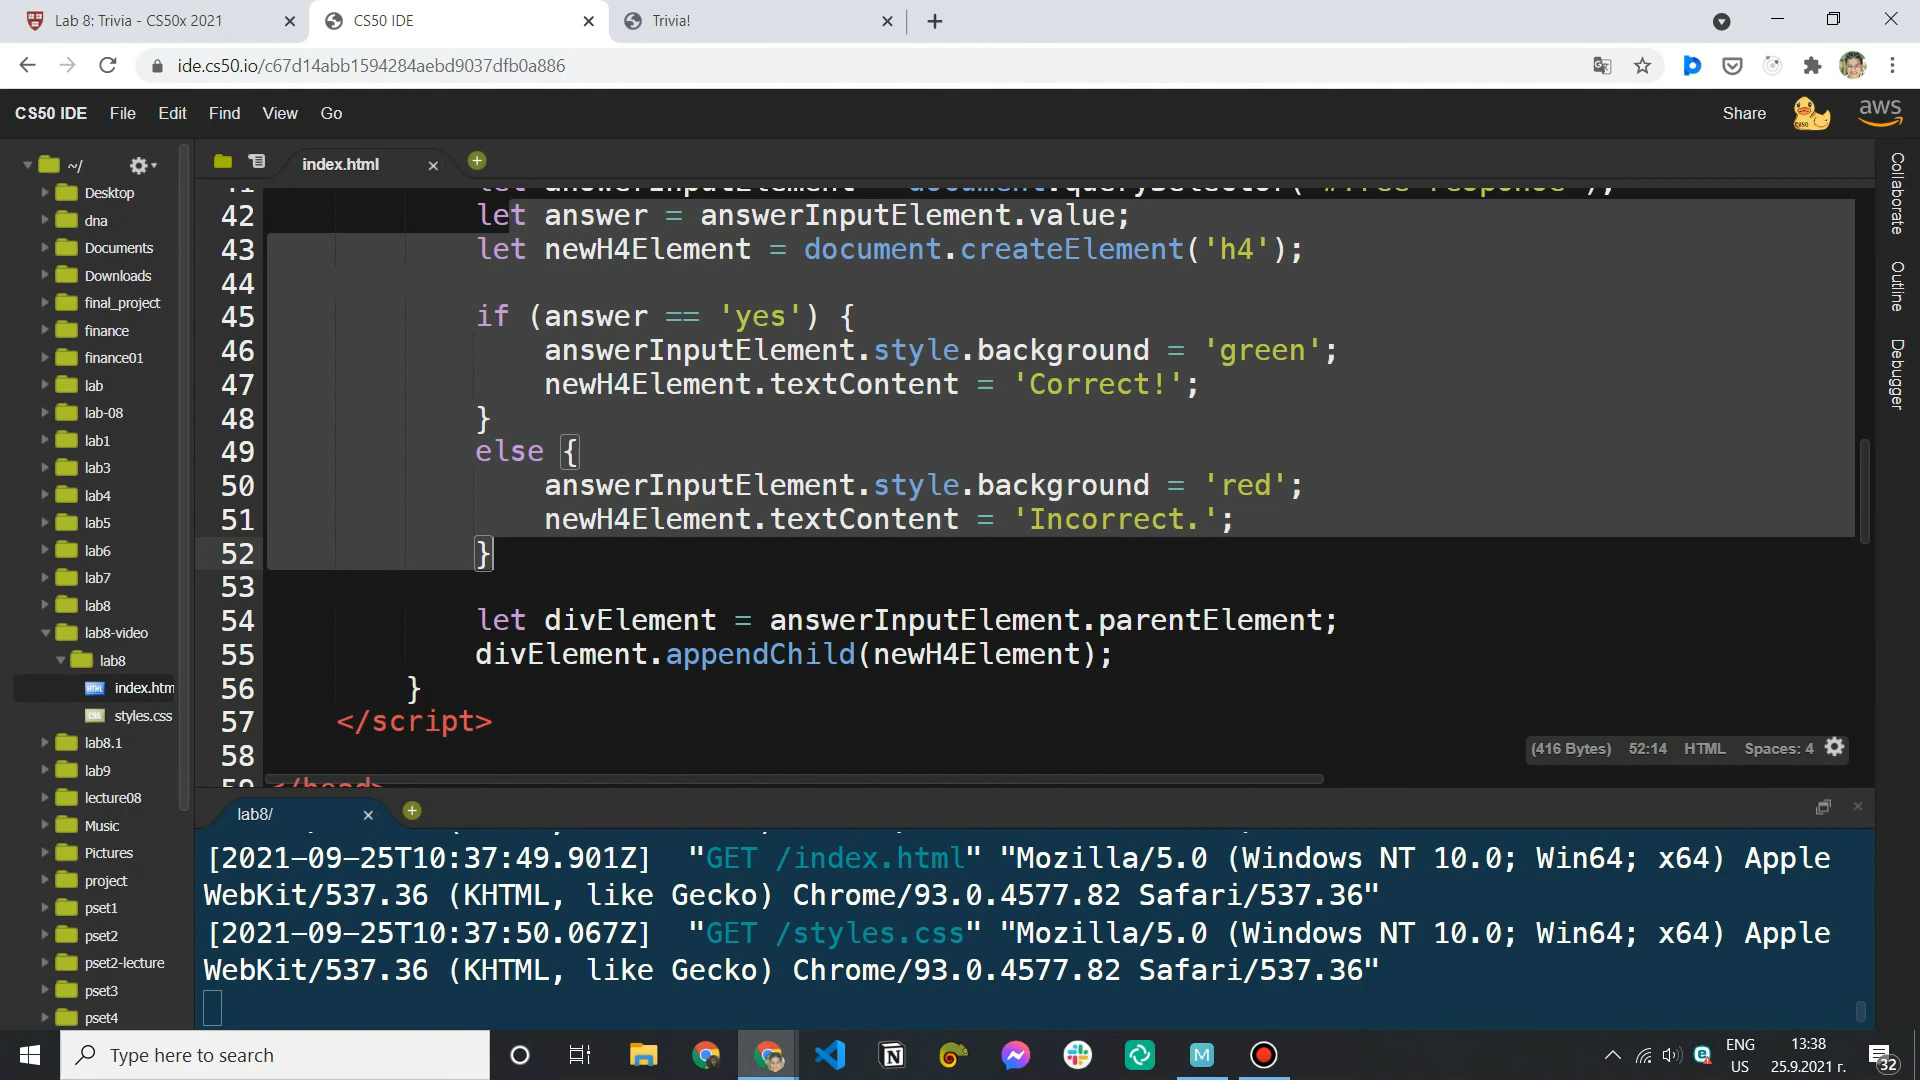 Lab 8: Trivia - CS50x 2021
CS50 IDE
Trivia!
ide.cs50.io/c67d14abb1594284aebd9037dfb0a886
CS50 IDE File Edit Find View Go
Share
aws
index.html
~/
Desktop
dna
Documents
Downloads
final_project
finance
finance01
lab
lab-08
lab1
lab3
lab4
lab5
lab6
lab7
lab8
lab8-video
lab8
index.htm
styles.css
lab8.1
lab9
lecture08
Music
Pictures
project
pset1
pset2
pset2-lecture
pset3
pset4
42 let answer = answerInputElement.value;
43 let newH4Element = document.createElement('h4');
44
45 if (answer == 'yes') {
46 answerInputElement.style.background = 'green';
47 newH4Element.textContent = 'Correct!';
48 }
49 else {
50 answerInputElement.style.background = 'red';
51 newH4Element.textContent = 'Incorrect.';
52 }
53
54 let divElement = answerInputElement.parentElement;
55 divElement.appendChild(newH4Element);
56 }
57 </script>
58
(416 Bytes) 52:14 HTML Spaces: 4
Collaborate
Outline
Debugger
lab8/
[2021-09-25T10:37:49.901Z] "GET /index.html" "Mozilla/5.0 (Windows NT 10.0; Win64; x64) Apple
WebKit/537.36 (KHTML, like Gecko) Chrome/93.0.4577.82 Safari/537.36"
[2021-09-25T10:37:50.067Z] "GET /styles.css" "Mozilla/5.0 (Windows NT 10.0; Win64; x64) Apple
WebKit/537.36 (KHTML, like Gecko) Chrome/93.0.4577.82 Safari/537.36"
Type here to search
ENG
US
13:38
25.9.2021 г.
32